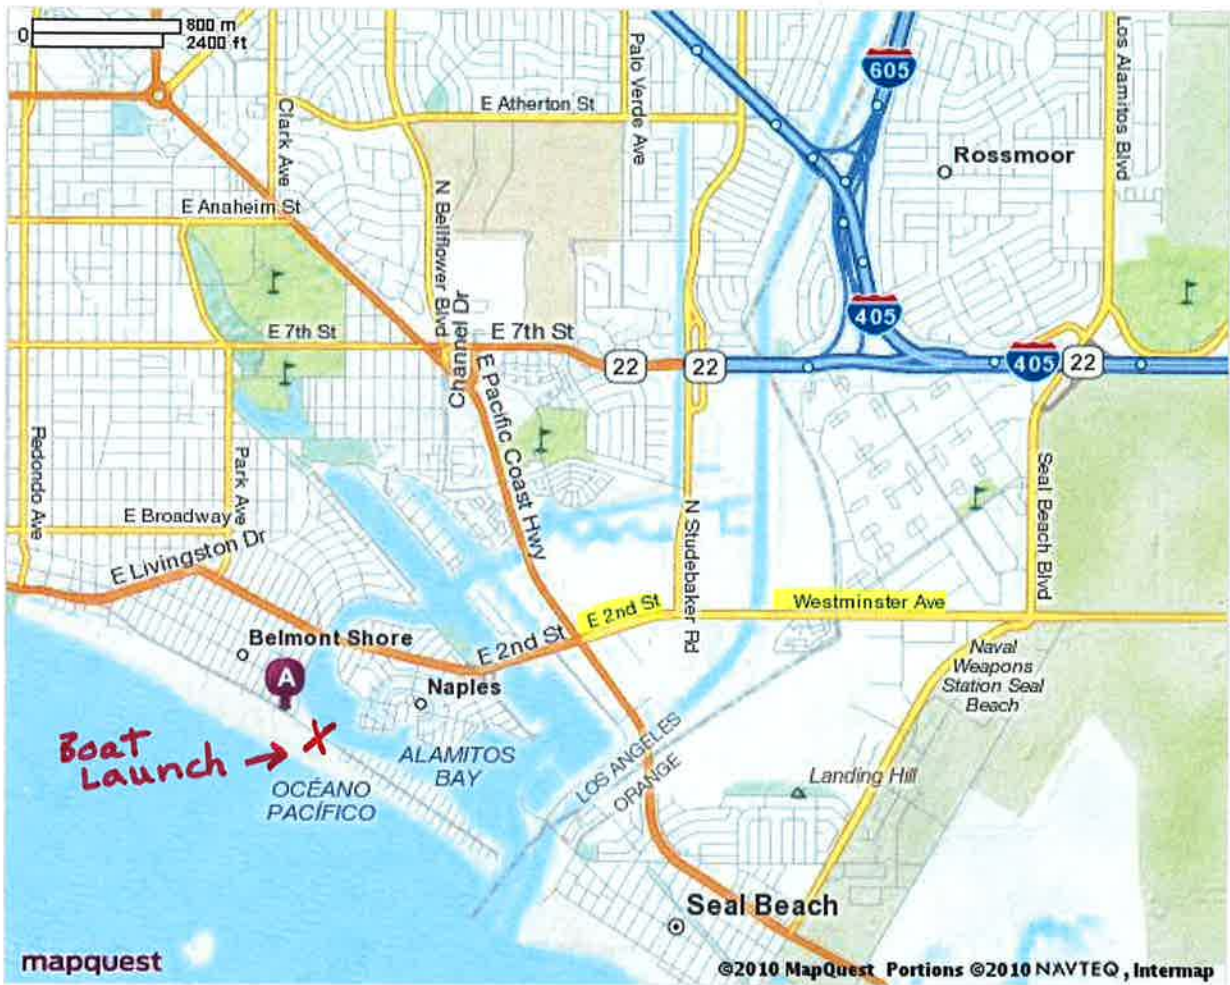 0
800 m
2400 ft
605
Los Alamitos Blvd
Palo Verde Ave
E Atherton St
Clark Ave
Rossmoor
E Anaheim St
N Bellflower Blvd
Channel Dr
405
E 7th St
E 7th St
22
22
405
22
E Pacific Coast Hwy
Redondo Ave
Park Ave
Seal Beach Blvd
E Broadway
N Studebaker Rd
E Livingston Dr
E 2nd St
Westminster Ave
E 2nd St
Belmont Shore
Naval
Weapons
Station Seal
Beach
A
Naples
Boat
Launch
X
ALAMITOS
BAY
LOS ANGELES
ORANGE
Landing Hill
OCÉANO
PACÍFICO
Seal Beach
mapquest
©2010 MapQuest Portions ©2010 NAVTEQ, Intermap